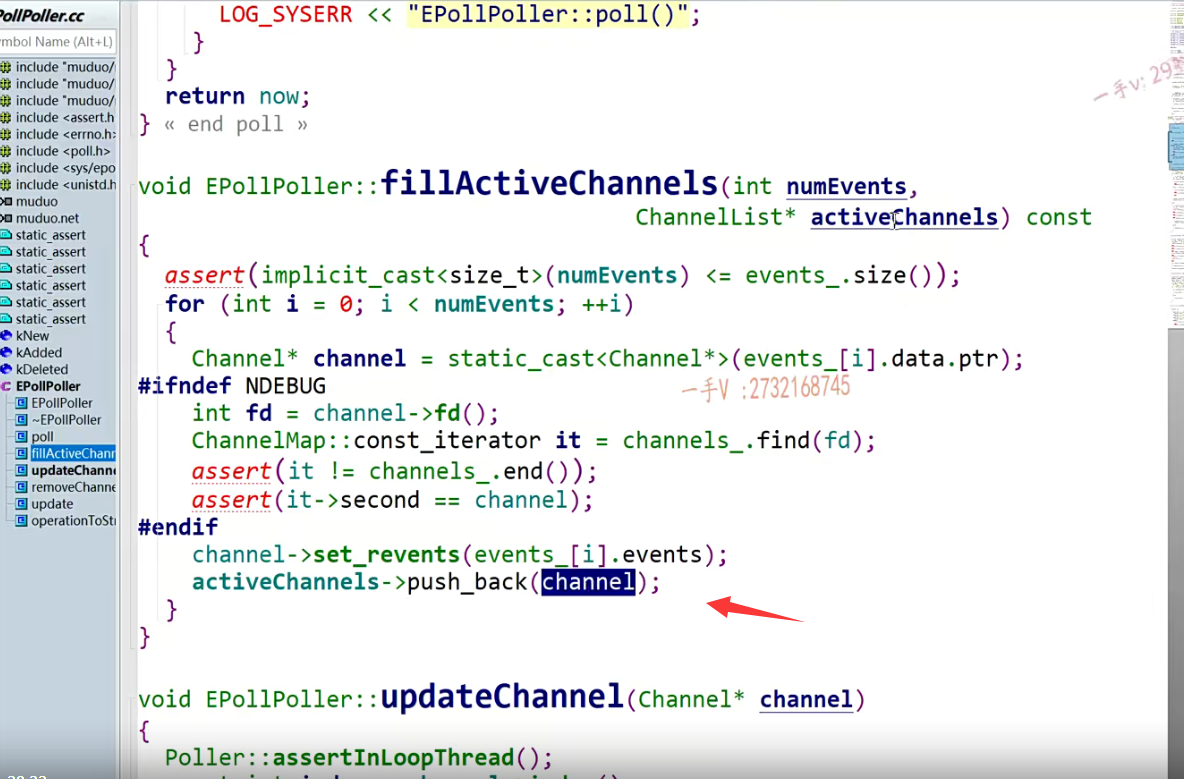 PollPoller.cc
mbol Name (Alt+L)
include "muduo/
include "muduo/
include "muduo/
include <assert.h
include <errno.h>
include <poll.h>
include <sys/epo
include <unistd.h
muduo
muduo.net
static_assert
static_assert
static_assert
static_assert
static_assert
static_assert
kNew
kAdded
kDeleted
EPollPoller
EPollPoller
~EPollPoller
poll
fillActiveChann
updateChanne
removeChanne
update
operationToStr
LOG_SYSERR << "EPollPoller::poll()";
}
}
return now;
} « end poll »
一手v: 293
void EPollPoller::fillActiveChannels(int numEvents,
ChannelList* activeChannels) const
{
assert(implicit_cast<size_t>(numEvents) <= events_.size());
for (int i = 0; i < numEvents; ++i)
{
Channel* channel = static_cast<Channel*>(events_[i].data.ptr);
#ifndef NDEBUG
一手V :2732168745
int fd = channel->fd();
ChannelMap::const_iterator it = channels_.find(fd);
assert(it != channels_.end());
assert(it->second == channel);
#endif
channel->set_revents(events_[i].events);
activeChannels->push_back(channel);
}
}
void EPollPoller::updateChannel(Channel* channel)
{
Poller::assertInLoopThread();